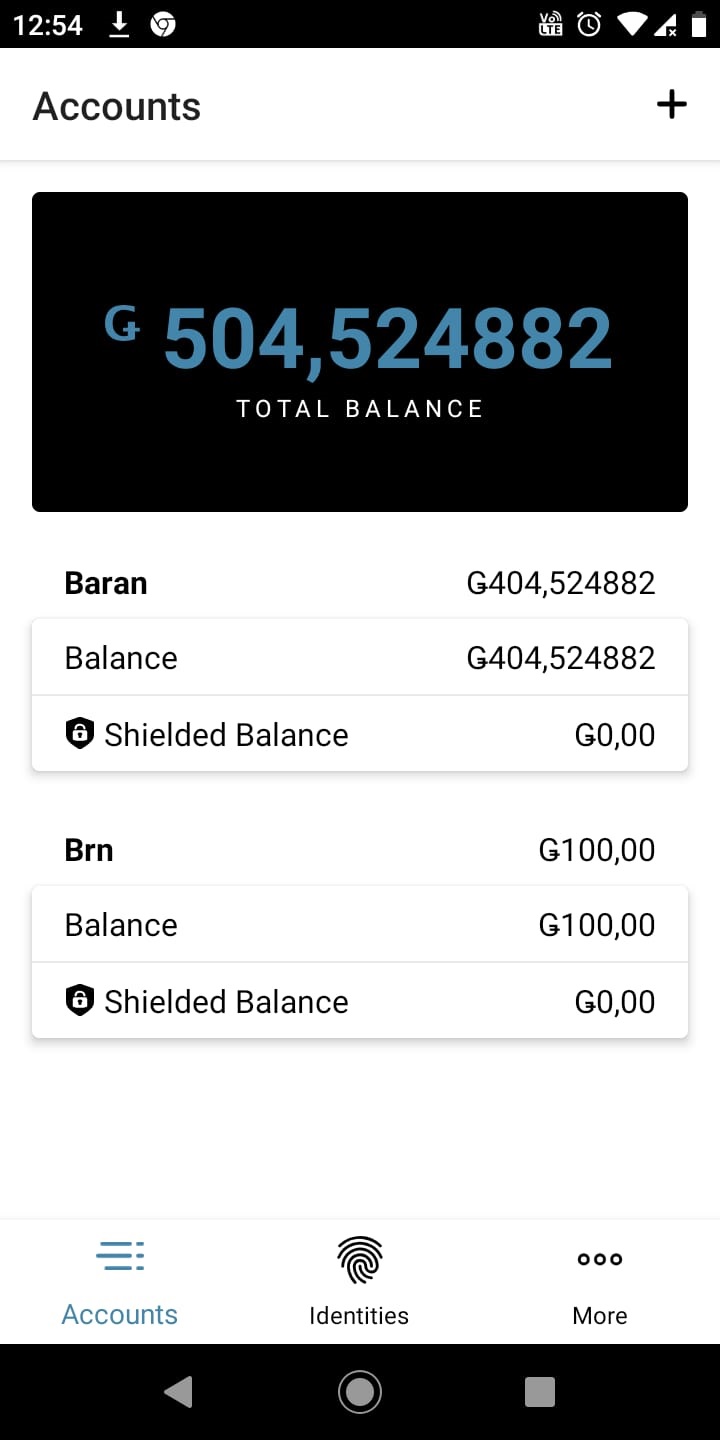 12:54
Accounts
Ǥ 504,524882
TOTAL BALANCE
Baran Ǥ404,524882
Balance Ǥ404,524882
Shielded Balance Ǥ0,00
Brn Ǥ100,00
Balance Ǥ100,00
Shielded Balance Ǥ0,00
Accounts Identities More